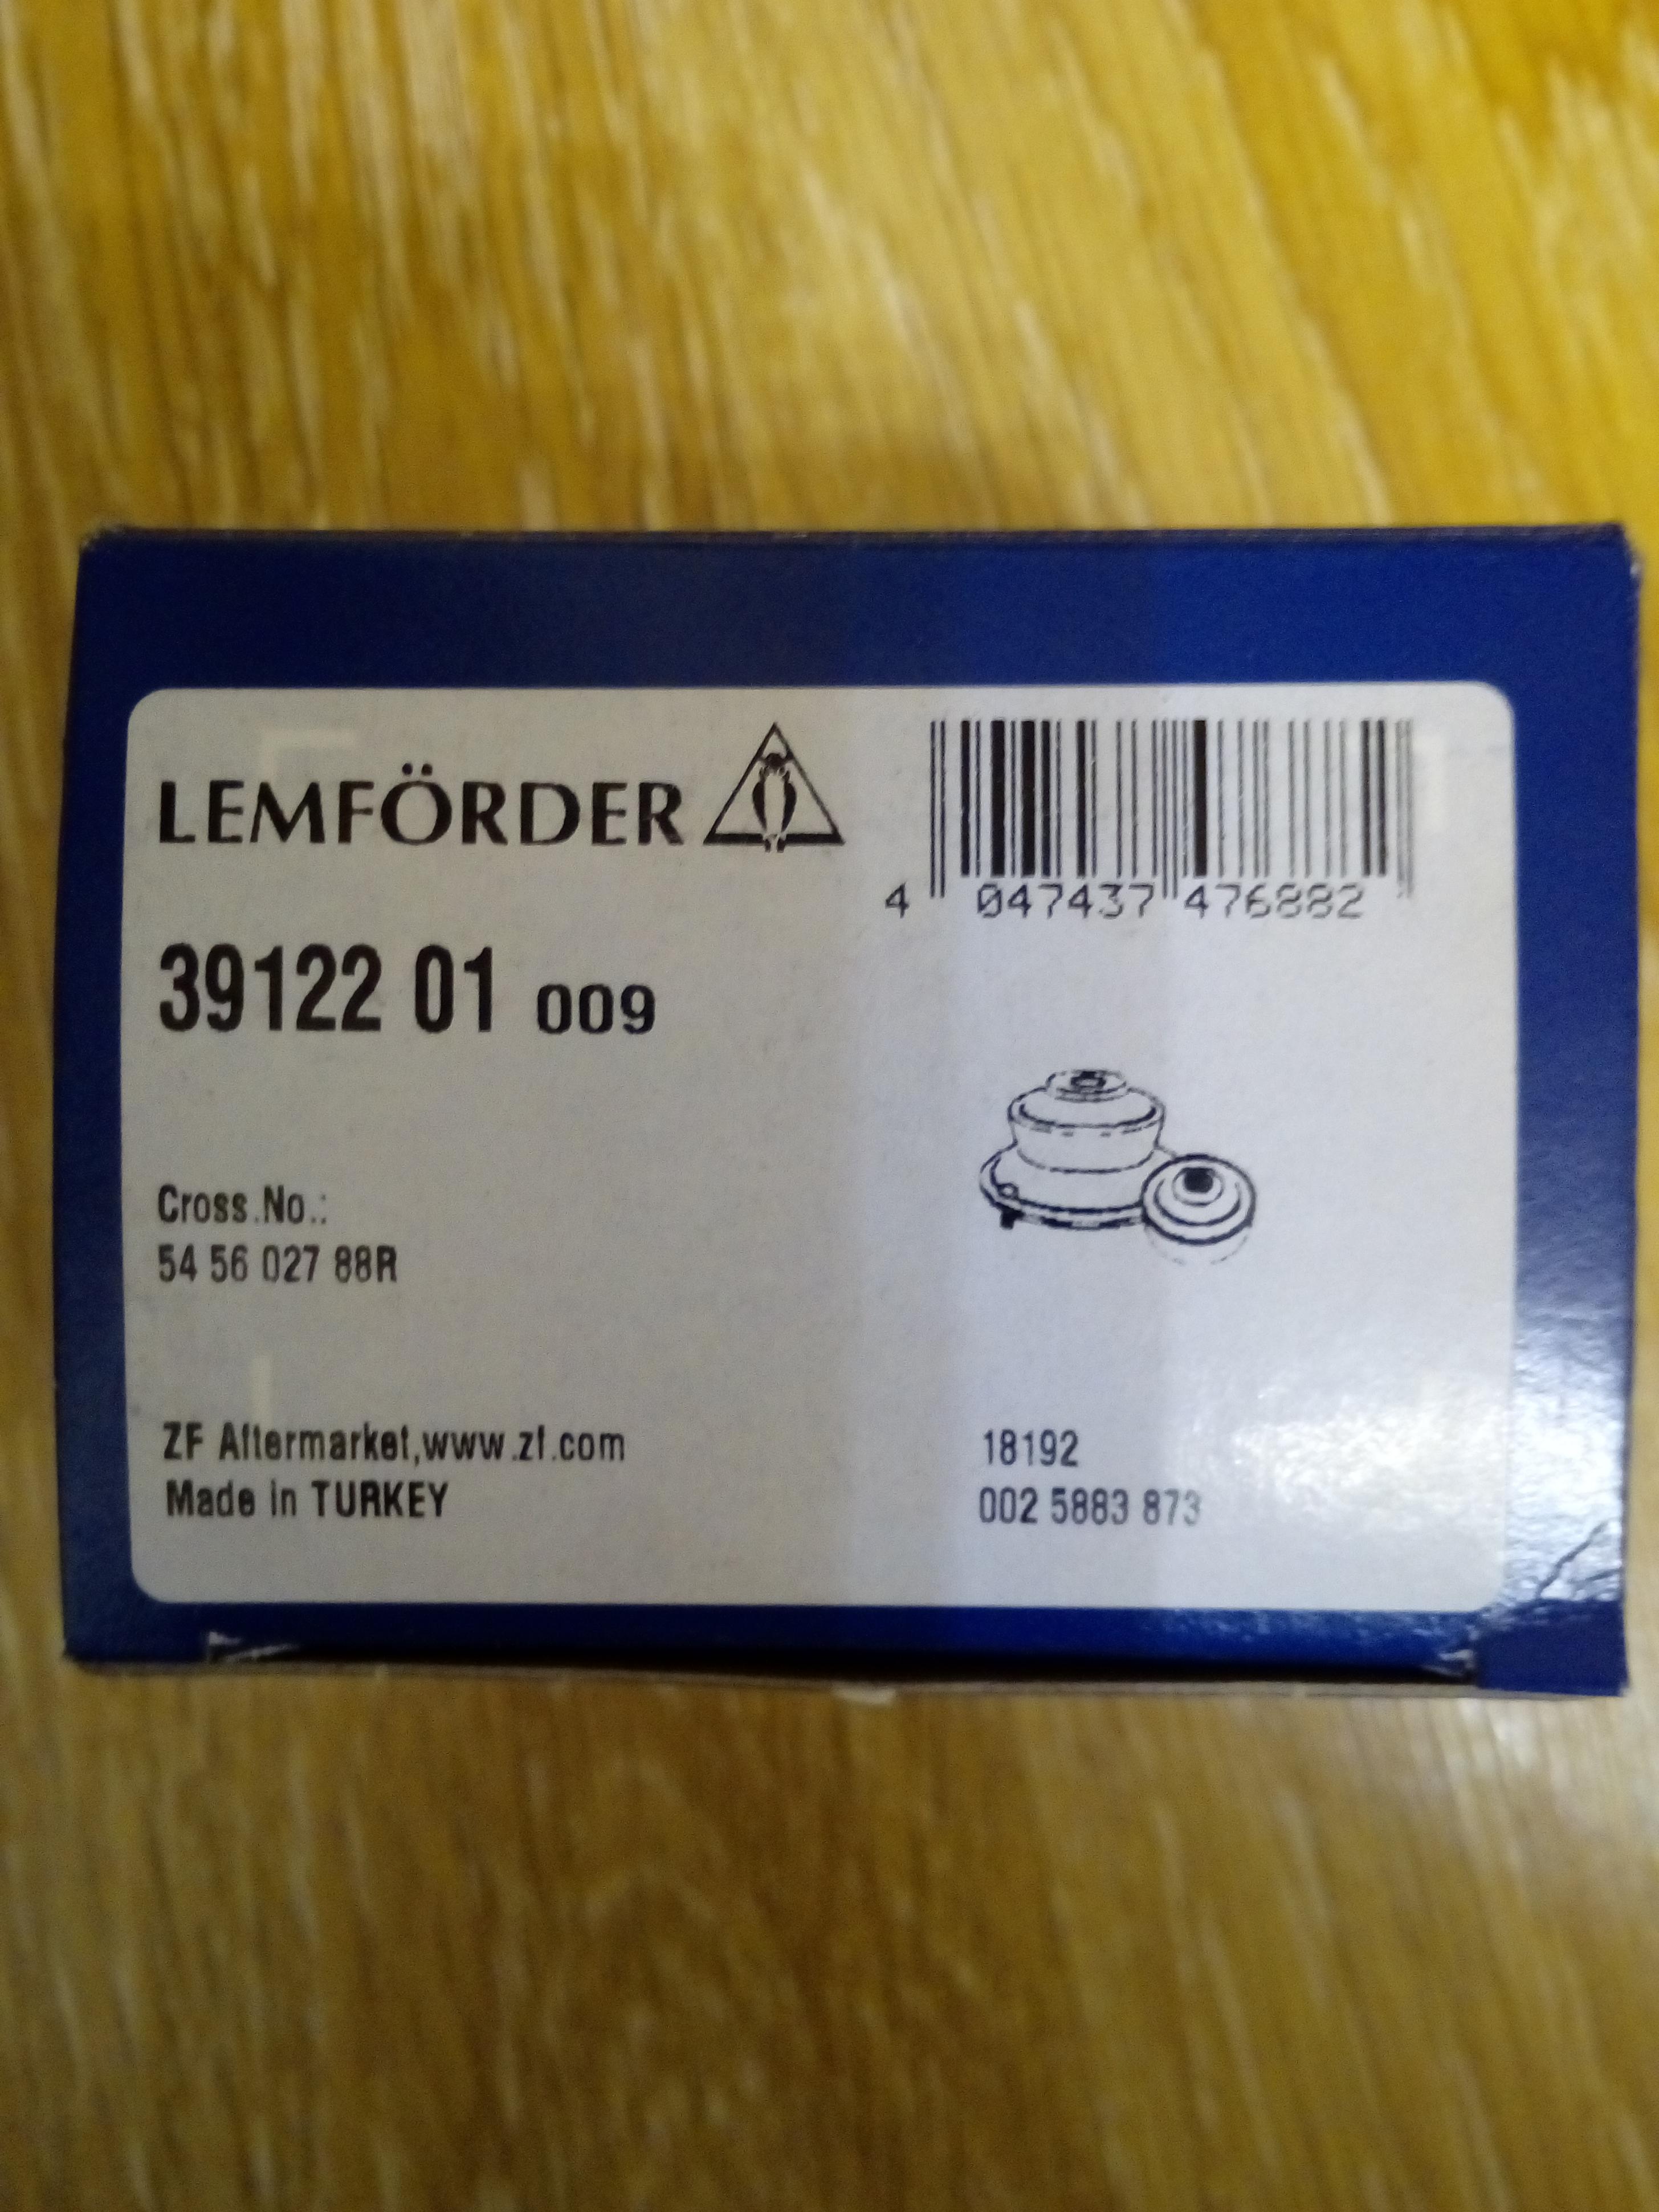 LEMFÖRDER
4 047437 476882
39122 01 009
Cross.No.:
54 56 027 88R
ZF Aftermarket,www.zf.com
Made in TURKEY
18192
002 5883 873